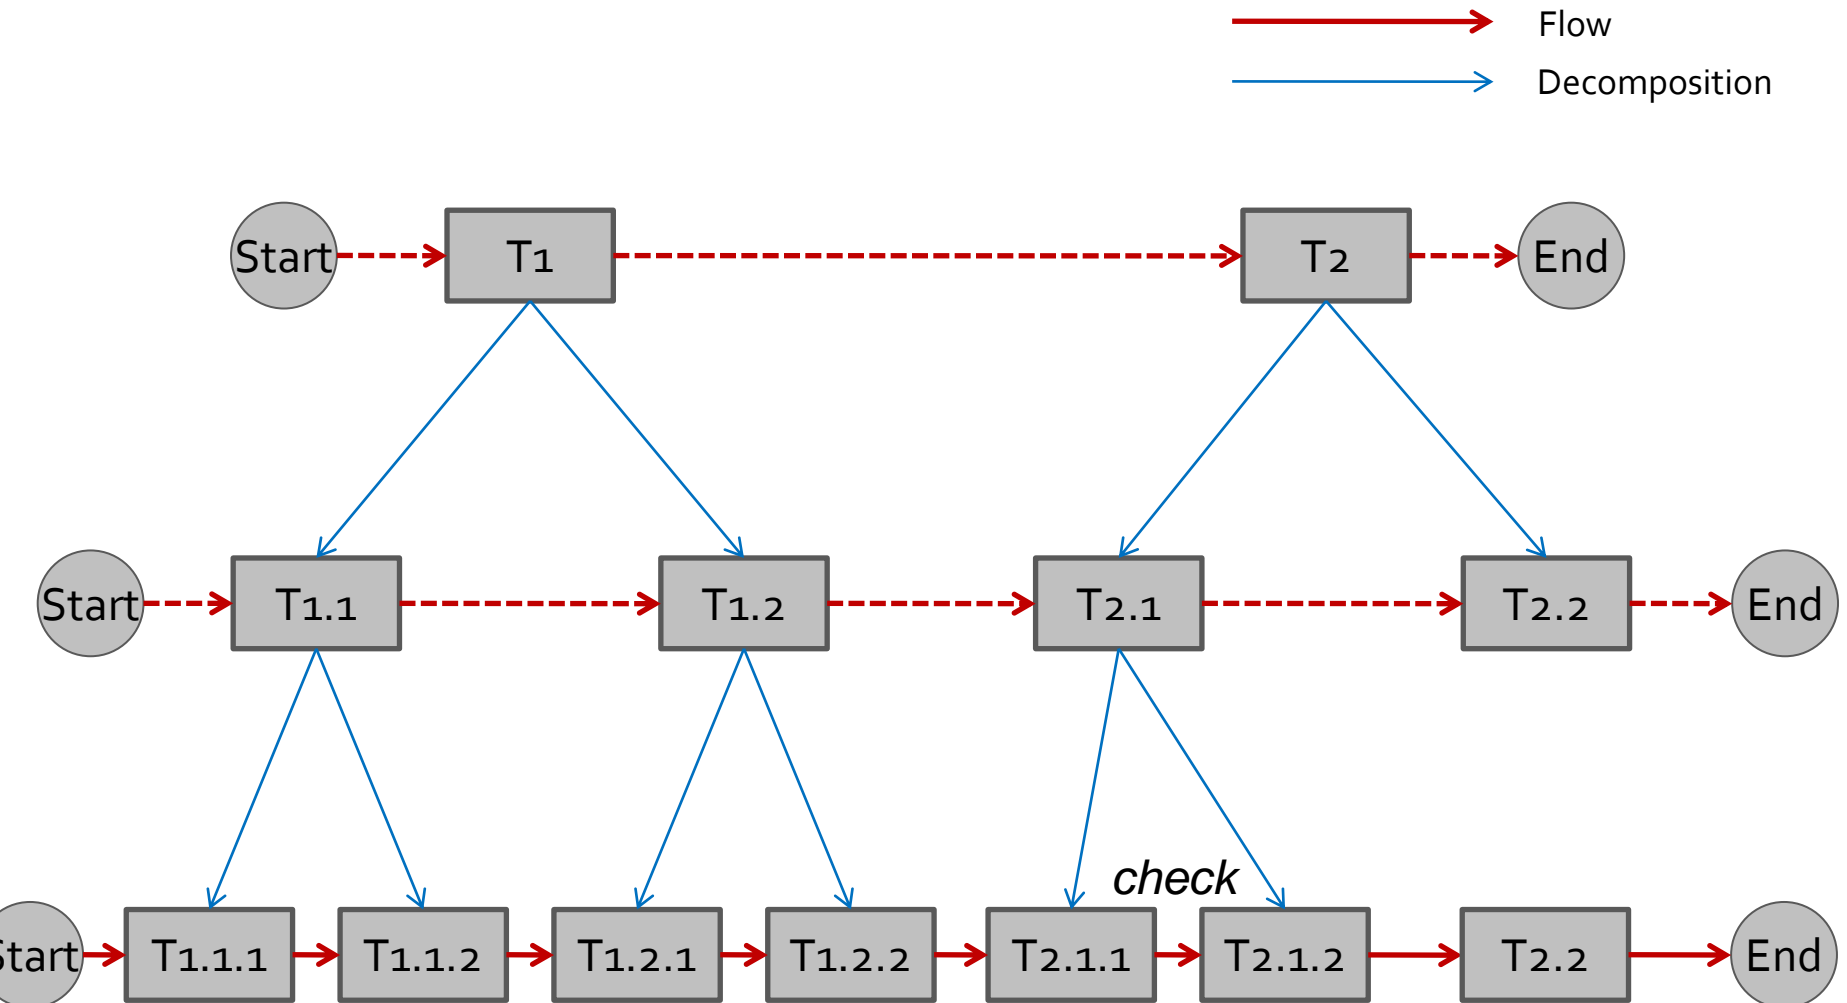 Flow
Decomposition
Start
T1
T2
End
Start
T1.1
T1.2
T2.1
T2.2
End
check
Start
T1.1.1
T1.1.2
T1.2.1
T1.2.2
T2.1.1
T2.1.2
T2.2
End